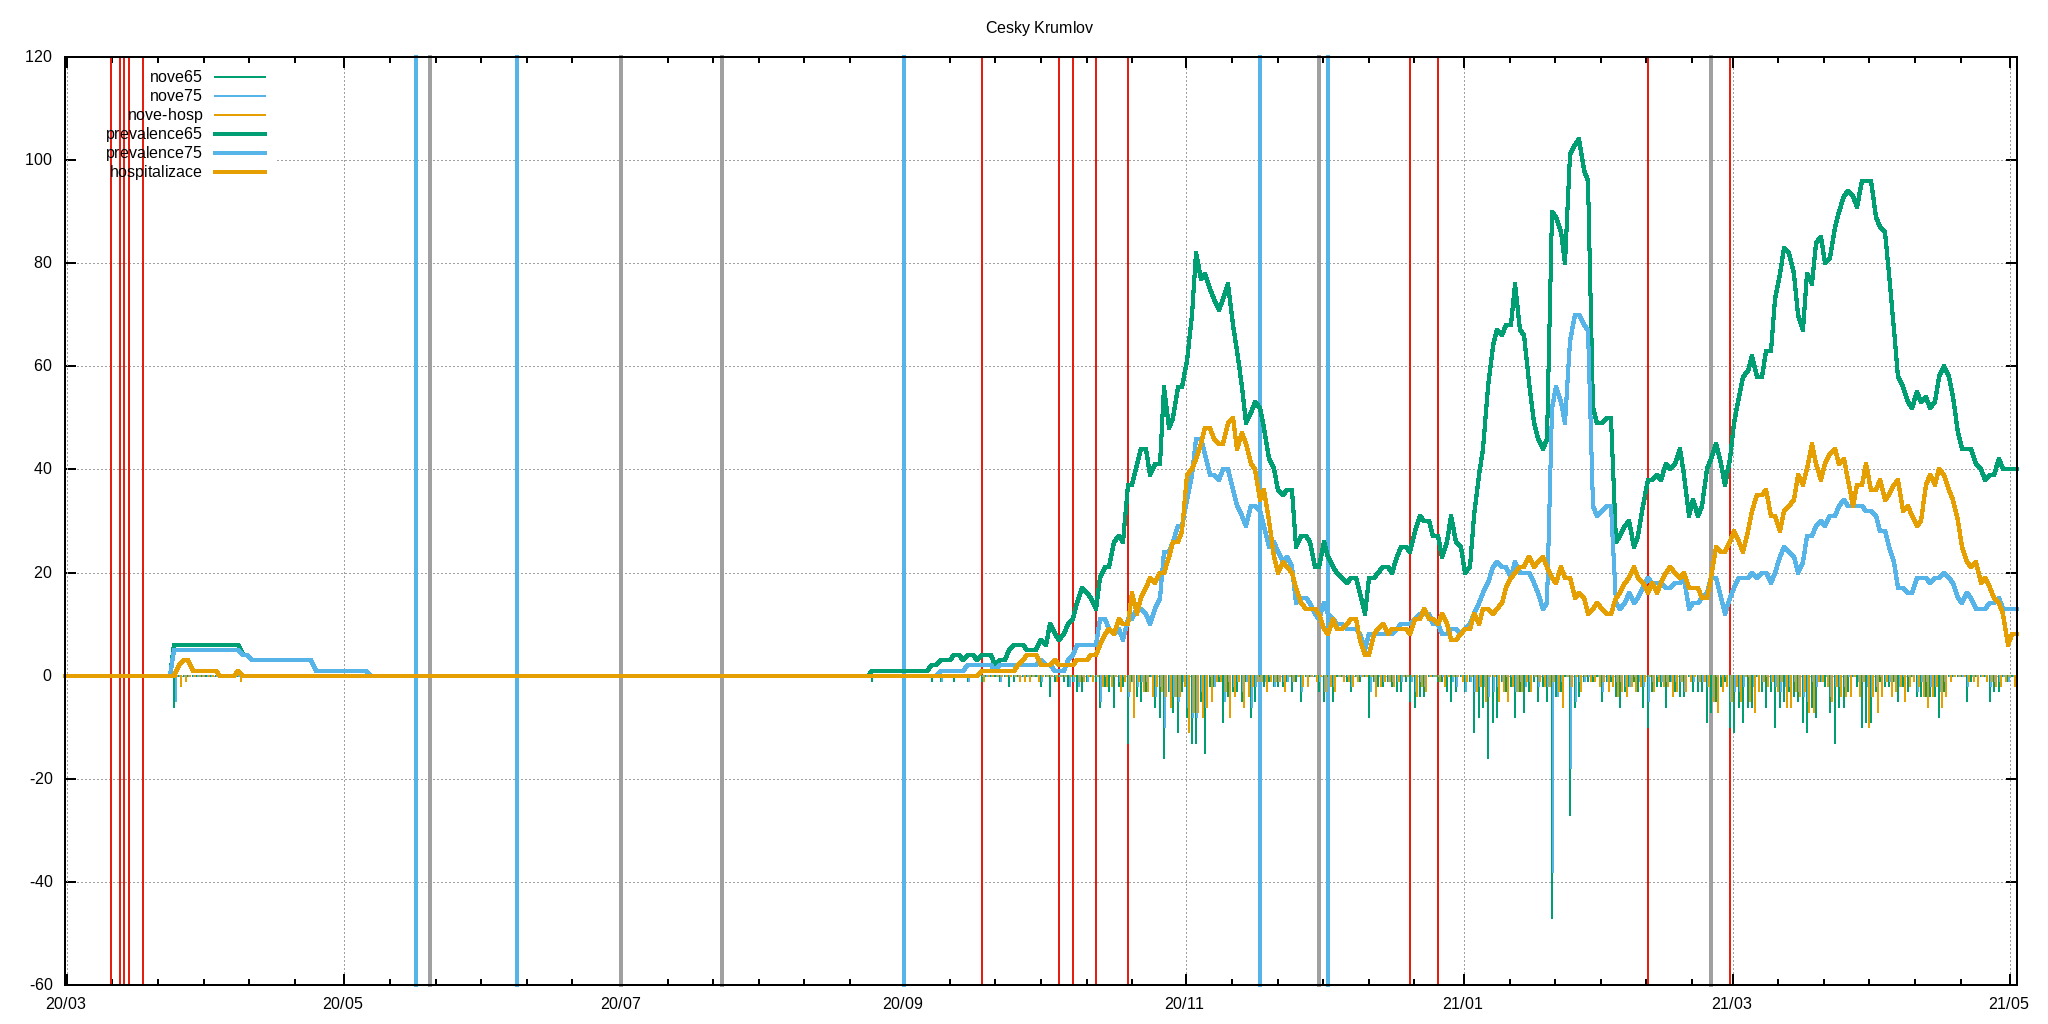 Cesky Krumlov
120
100
80
60
40
20
0
-20
-40
-60
nove65
nove75
nove-hosp
prevalence65
prevalence75
hospitalizace
20/03 20/05 20/07 20/09 20/11 21/01 21/03 21/05